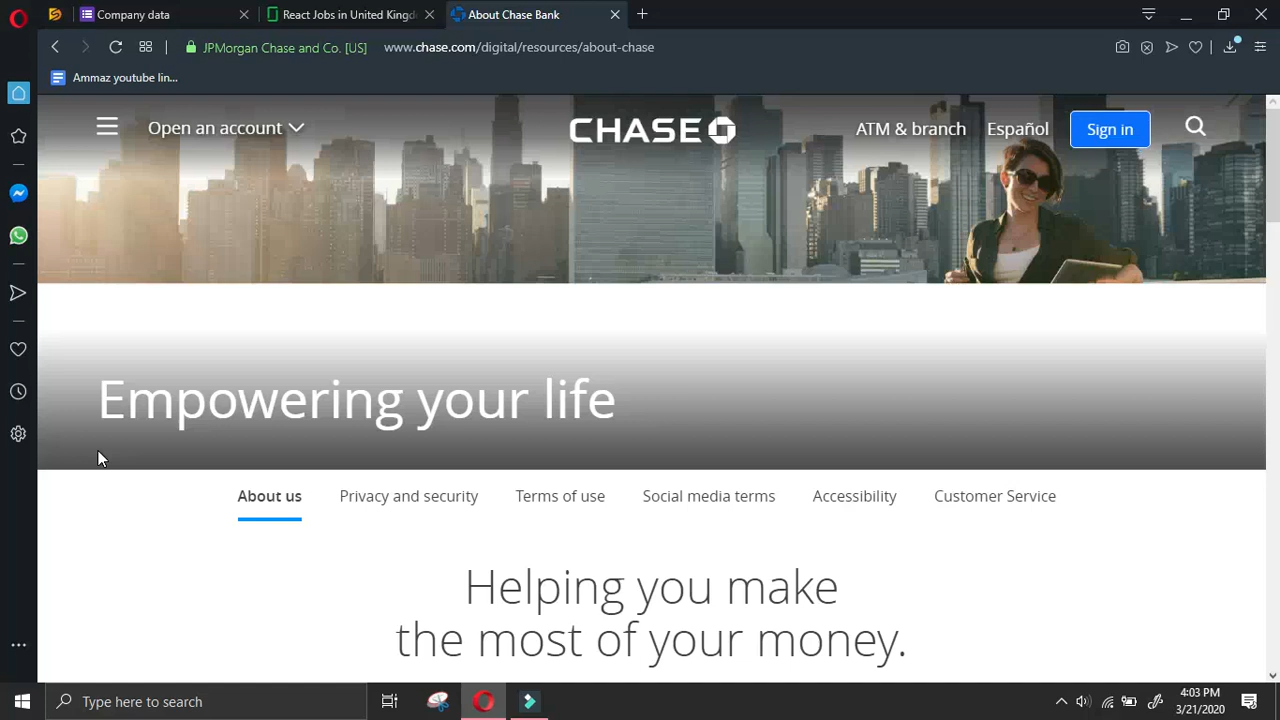 Company data
React Jobs in United Kingd
About Chase Bank
JPMorgan Chase and Co. [US]
www.chase.com/digital/resources/about-chase
Ammaz youtube lin...
Open an account
CHASE
ATM & branch
Español
Sign in
Empowering your life
About us
Privacy and security
Terms of use
Social media terms
Accessibility
Customer Service
Helping you make
the most of your money.
Type here to search
4:03 PM
3/21/2020